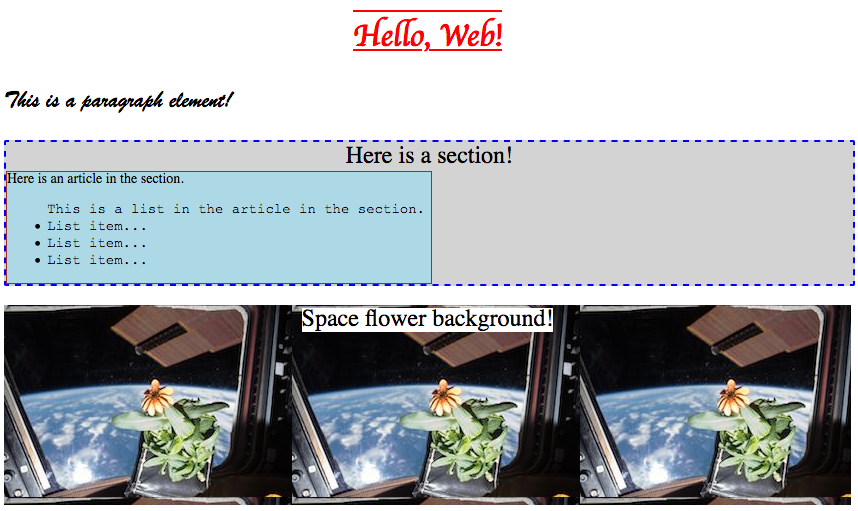 Hello, Web!
This is a paragraph element!
Here is a section!
Here is an article in the section.
This is a list in the article in the section.
List item...
List item...
List item...
Space flower background!